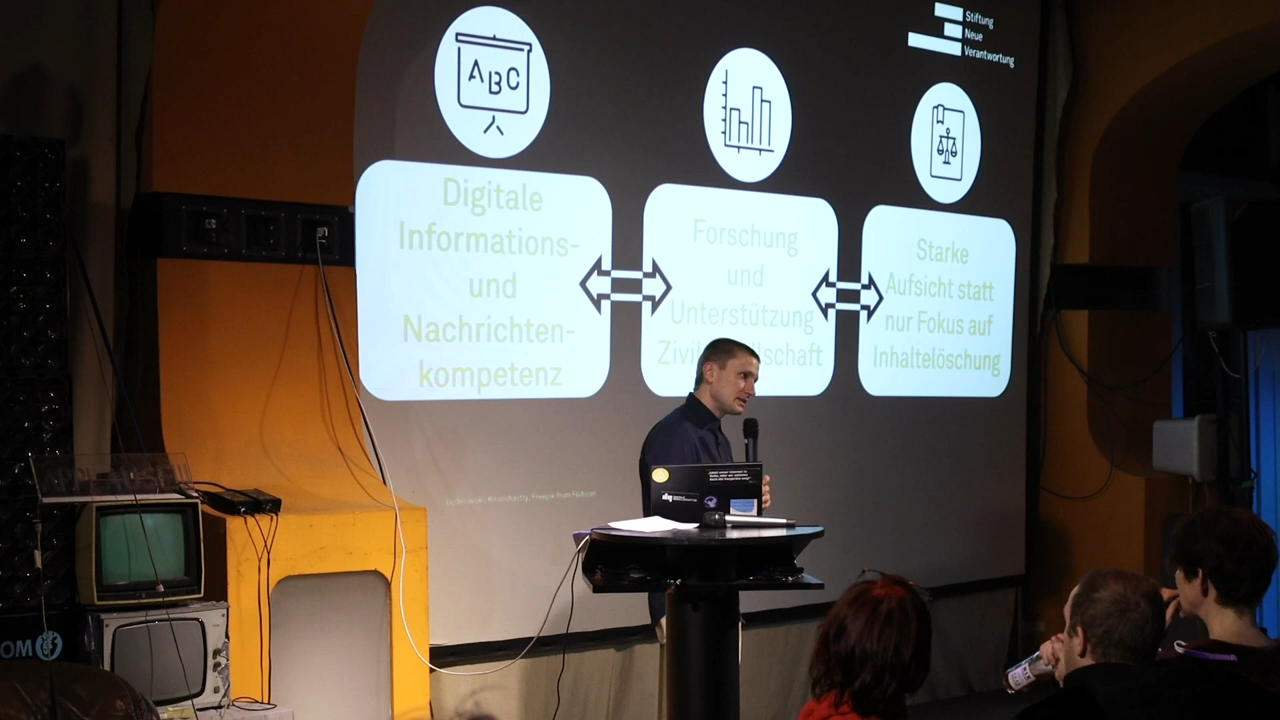 Stiftung
Neue
Verantwortung
ABC
Digitale
Informations-
und
Nachrichten-
kompetenz
Forschung
und
Unterstützung
Starke
Aufsicht statt
nur Fokus auf
Inhaltelöschung
OM